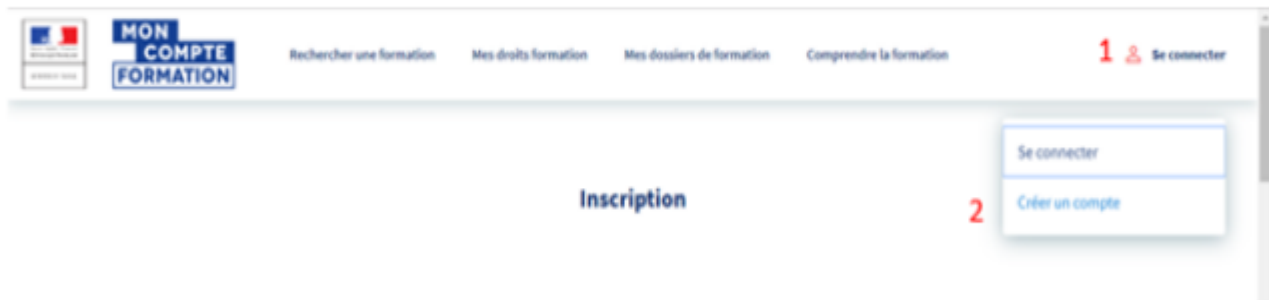 MON
COMPTE
FORMATION
Rechercher une formation
Mes droits formation
Mes dossiers de formation
Comprendre la formation
1
Se connecter
Se connecter
Inscription
2
Créer un compte